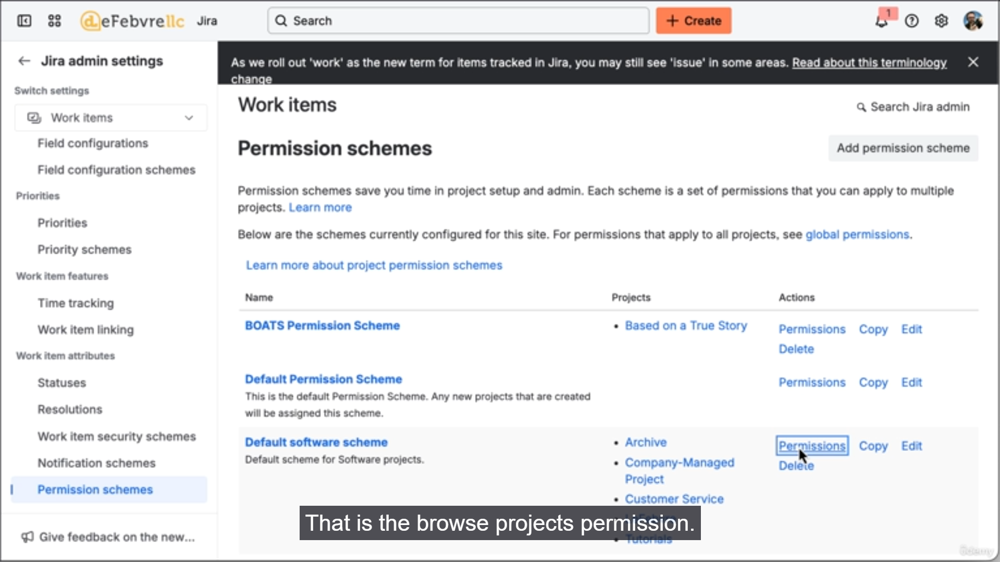 deFebvrellc Jira
Search
Create
1
Jira admin settings
Switch settings
Work items
Field configurations
Field configuration schemes
Priorities
Priorities
Priority schemes
Work item features
Time tracking
Work item linking
Work item attributes
Statuses
Resolutions
Work item security schemes
Notification schemes
Permission schemes
Give feedback on the new...
As we roll out 'work' as the new term for items tracked in Jira, you may still see 'issue' in some areas. Read about this terminology
change
Work items
Search Jira admin
Permission schemes
Add permission scheme
Permission schemes save you time in project setup and admin. Each scheme is a set of permissions that you can apply to multiple
projects. Learn more
Below are the schemes currently configured for this site. For permissions that apply to all projects, see global permissions.
Learn more about project permission schemes
Name Projects Actions
BOATS Permission Scheme
• Based on a True Story
Permissions Copy Edit
Delete
Default Permission Scheme
This is the default Permission Scheme. Any new projects that are created
will be assigned this scheme.
Permissions Copy Edit
Default software scheme
Default scheme for Software projects.
• Archive
• Company-Managed
Project
• Customer Service
• Tutorials
Permissions Copy Edit
Delete
That is the browse projects permission.
Udemy